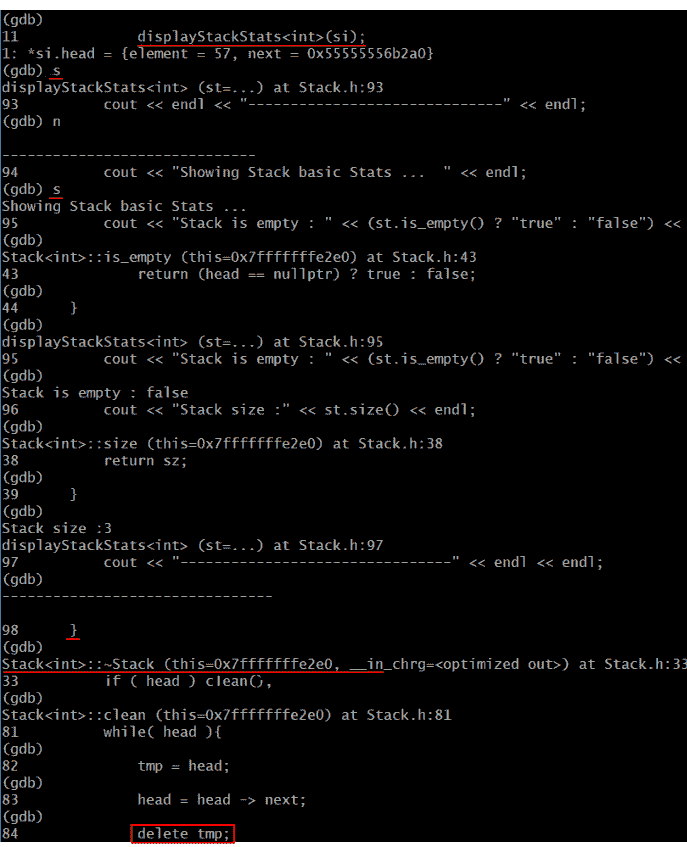 (gdb)
11 displayStackStats<int>(si);
1: *si.head = {element = 57, next = 0x55555556b2a0}
(gdb) s
displayStackStats<int> (st=...) at Stack.h:93
93 cout << endl << "------------------------------" << endl;
(gdb) n

------------------------------
94 cout << "Showing Stack basic Stats ...  " << endl;
(gdb) s
Showing Stack basic Stats ...
95 cout << "Stack is empty : " << (st.is_empty() ? "true" : "false") <<
(gdb)
Stack<int>::is_empty (this=0x7fffffffe2e0) at Stack.h:43
43 return (head == nullptr) ? true : false;
(gdb)
44 }
(gdb)
displayStackStats<int> (st=...) at Stack.h:95
95 cout << "Stack is empty : " << (st.is_empty() ? "true" : "false") <<
(gdb)
Stack is empty : false
96 cout << "Stack size :" << st.size() << endl;
(gdb)
Stack<int>::size (this=0x7fffffffe2e0) at Stack.h:38
38 return sz;
(gdb)
39 }
(gdb)
Stack size :3
displayStackStats<int> (st=...) at Stack.h:97
97 cout << "--------------------------------" << endl << endl;
(gdb)
--------------------------------

98 }
(gdb)
Stack<int>::~Stack (this=0x7fffffffe2e0, __in_chrg=<optimized out>) at Stack.h:33
33 if ( head ) clean();
(gdb)
Stack<int>::clean (this=0x7fffffffe2e0) at Stack.h:81
81 while( head ){
(gdb)
82 tmp = head;
(gdb)
83 head = head -> next;
(gdb)
84 delete tmp;